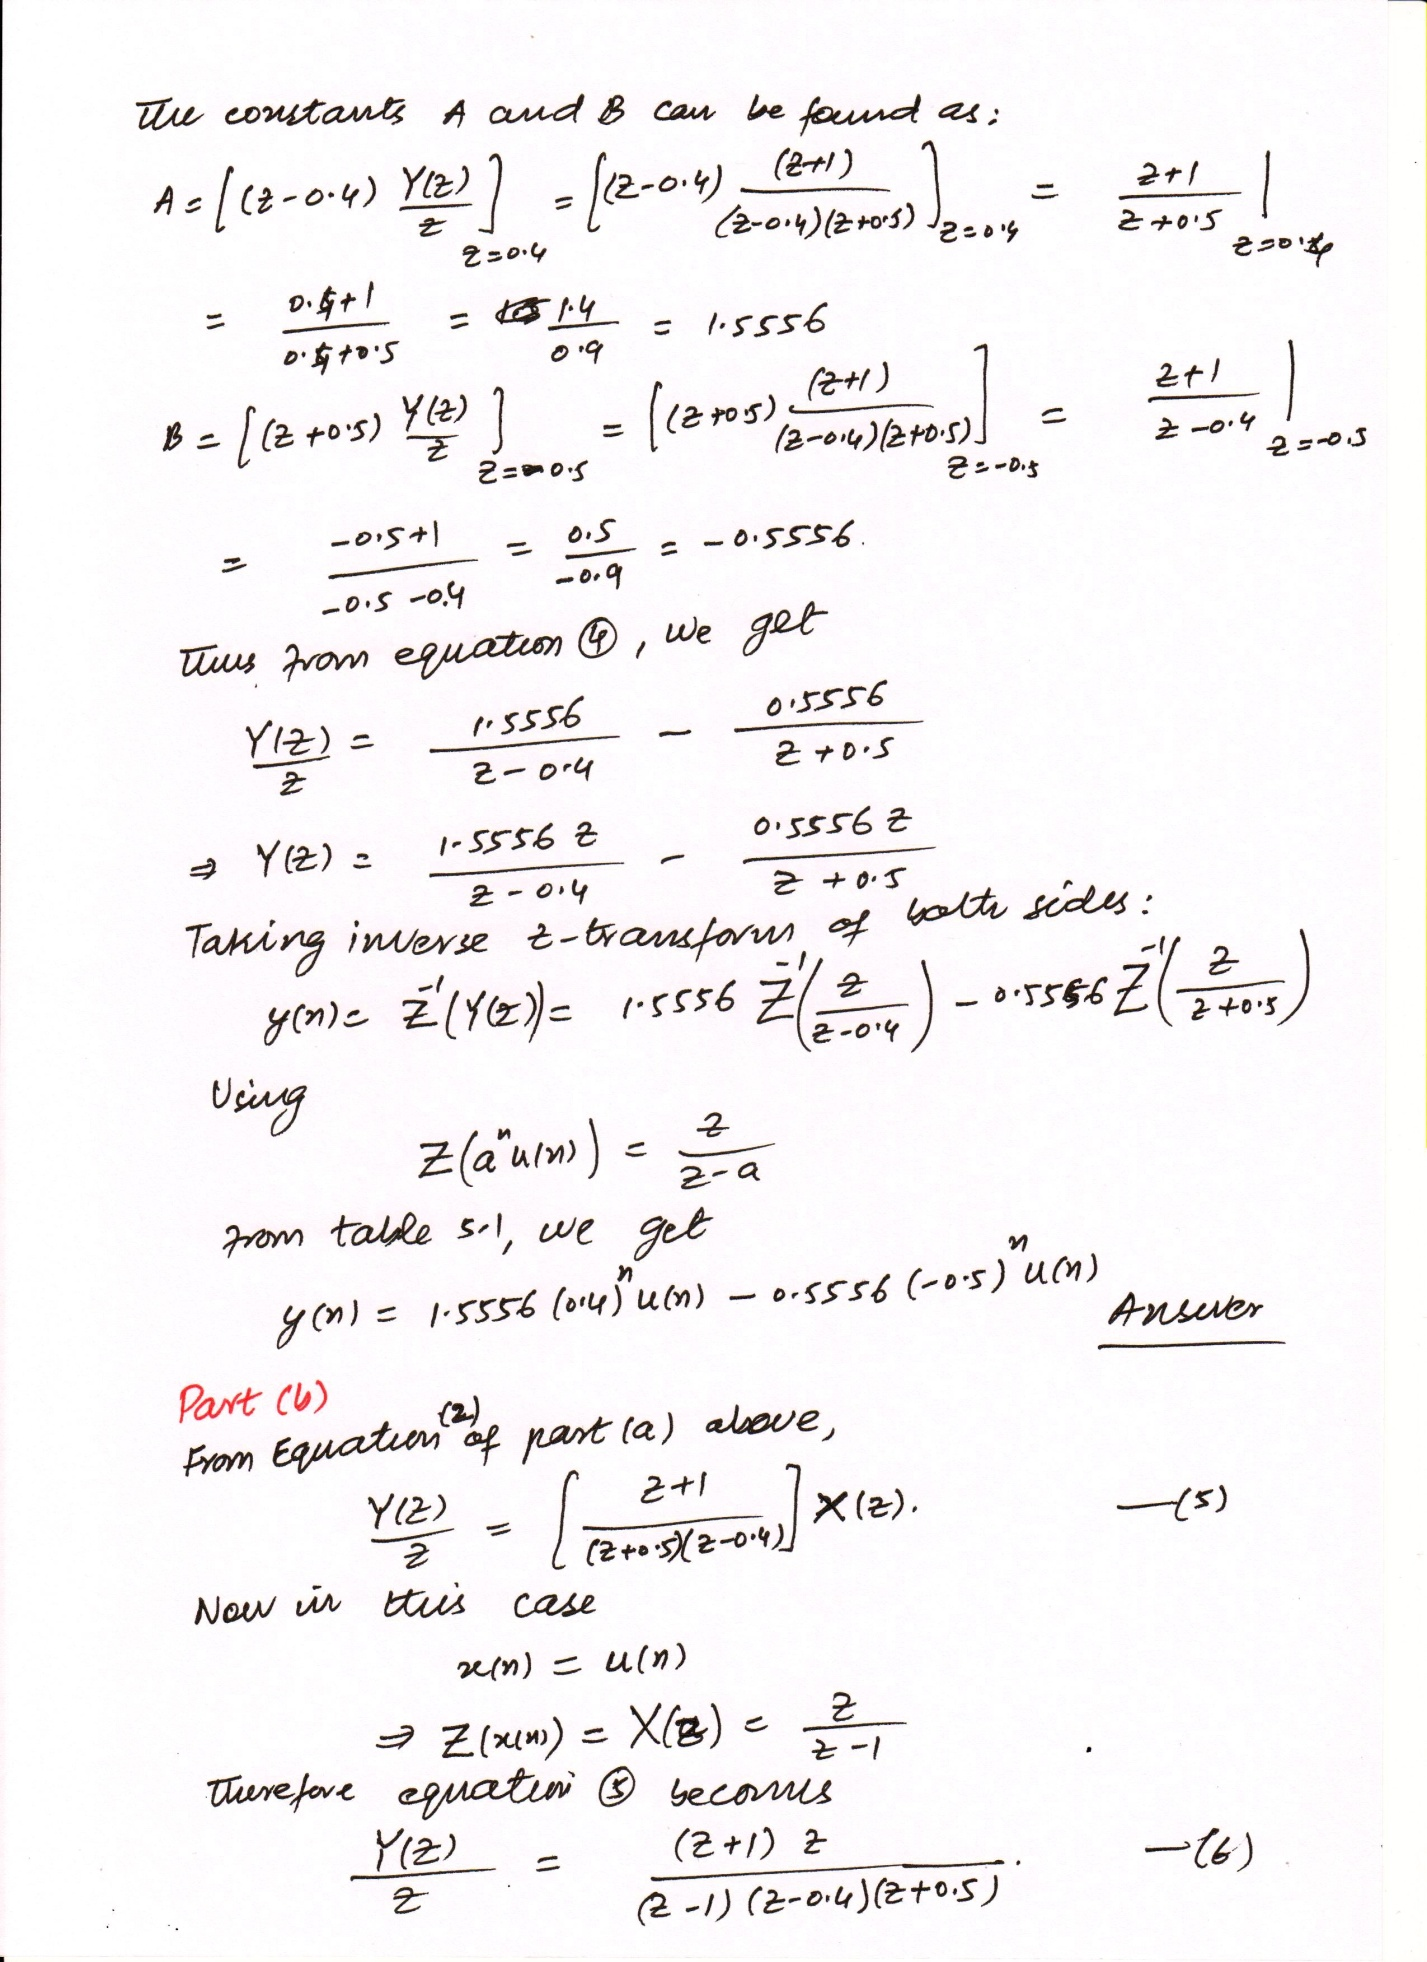 The constants A and B can be found as:
A = [(z-0.4) Y(z)/z]_{z=0.4} = [(z-0.4) (z+1)/((z-0.4)(z+0.5))]_{z=0.4} = z+1/z+0.5 |_{z=0.4}
= 0.4+1/0.4+0.5 = 1.4/0.9 = 1.5556
B = [(z+0.5) Y(z)/z]_{z=-0.5} = [(z+0.5) (z+1)/((z-0.4)(z+0.5))]_{z=-0.5} = z+1/z-0.4 |_{z=-0.5}
= -0.5+1/-0.5-0.4 = 0.5/-0.9 = -0.5556.
Thus from equation ④, we get
Y(z)/z = 1.5556/z-0.4 - 0.5556/z+0.5
⇒ Y(z) = 1.5556 z/z-0.4 - 0.5556 z/z+0.5
Taking inverse z-transform of both sides:
y(n) = Z⁻¹(Y(z)) = 1.5556 Z⁻¹(z/z-0.4) - 0.5556 Z⁻¹(z/z+0.5)
Using
Z(aⁿu(n)) = z/z-a
from table 5.1, we get
y(n) = 1.5556 (0.4)ⁿ u(n) - 0.5556 (-0.5)ⁿ u(n) Answer
Part (b)
From Equation (2) of part (a) above,
Y(z)/z = [z+1/(z+0.5)(z-0.4)] X(z). —(5)
Now in this case
x(n) = u(n)
⇒ Z(x(n)) = X(z) = z/z-1
Therefore equation ⑤ becomes
Y(z)/z = (z+1) z/(z-1)(z-0.4)(z+0.5). —(6)